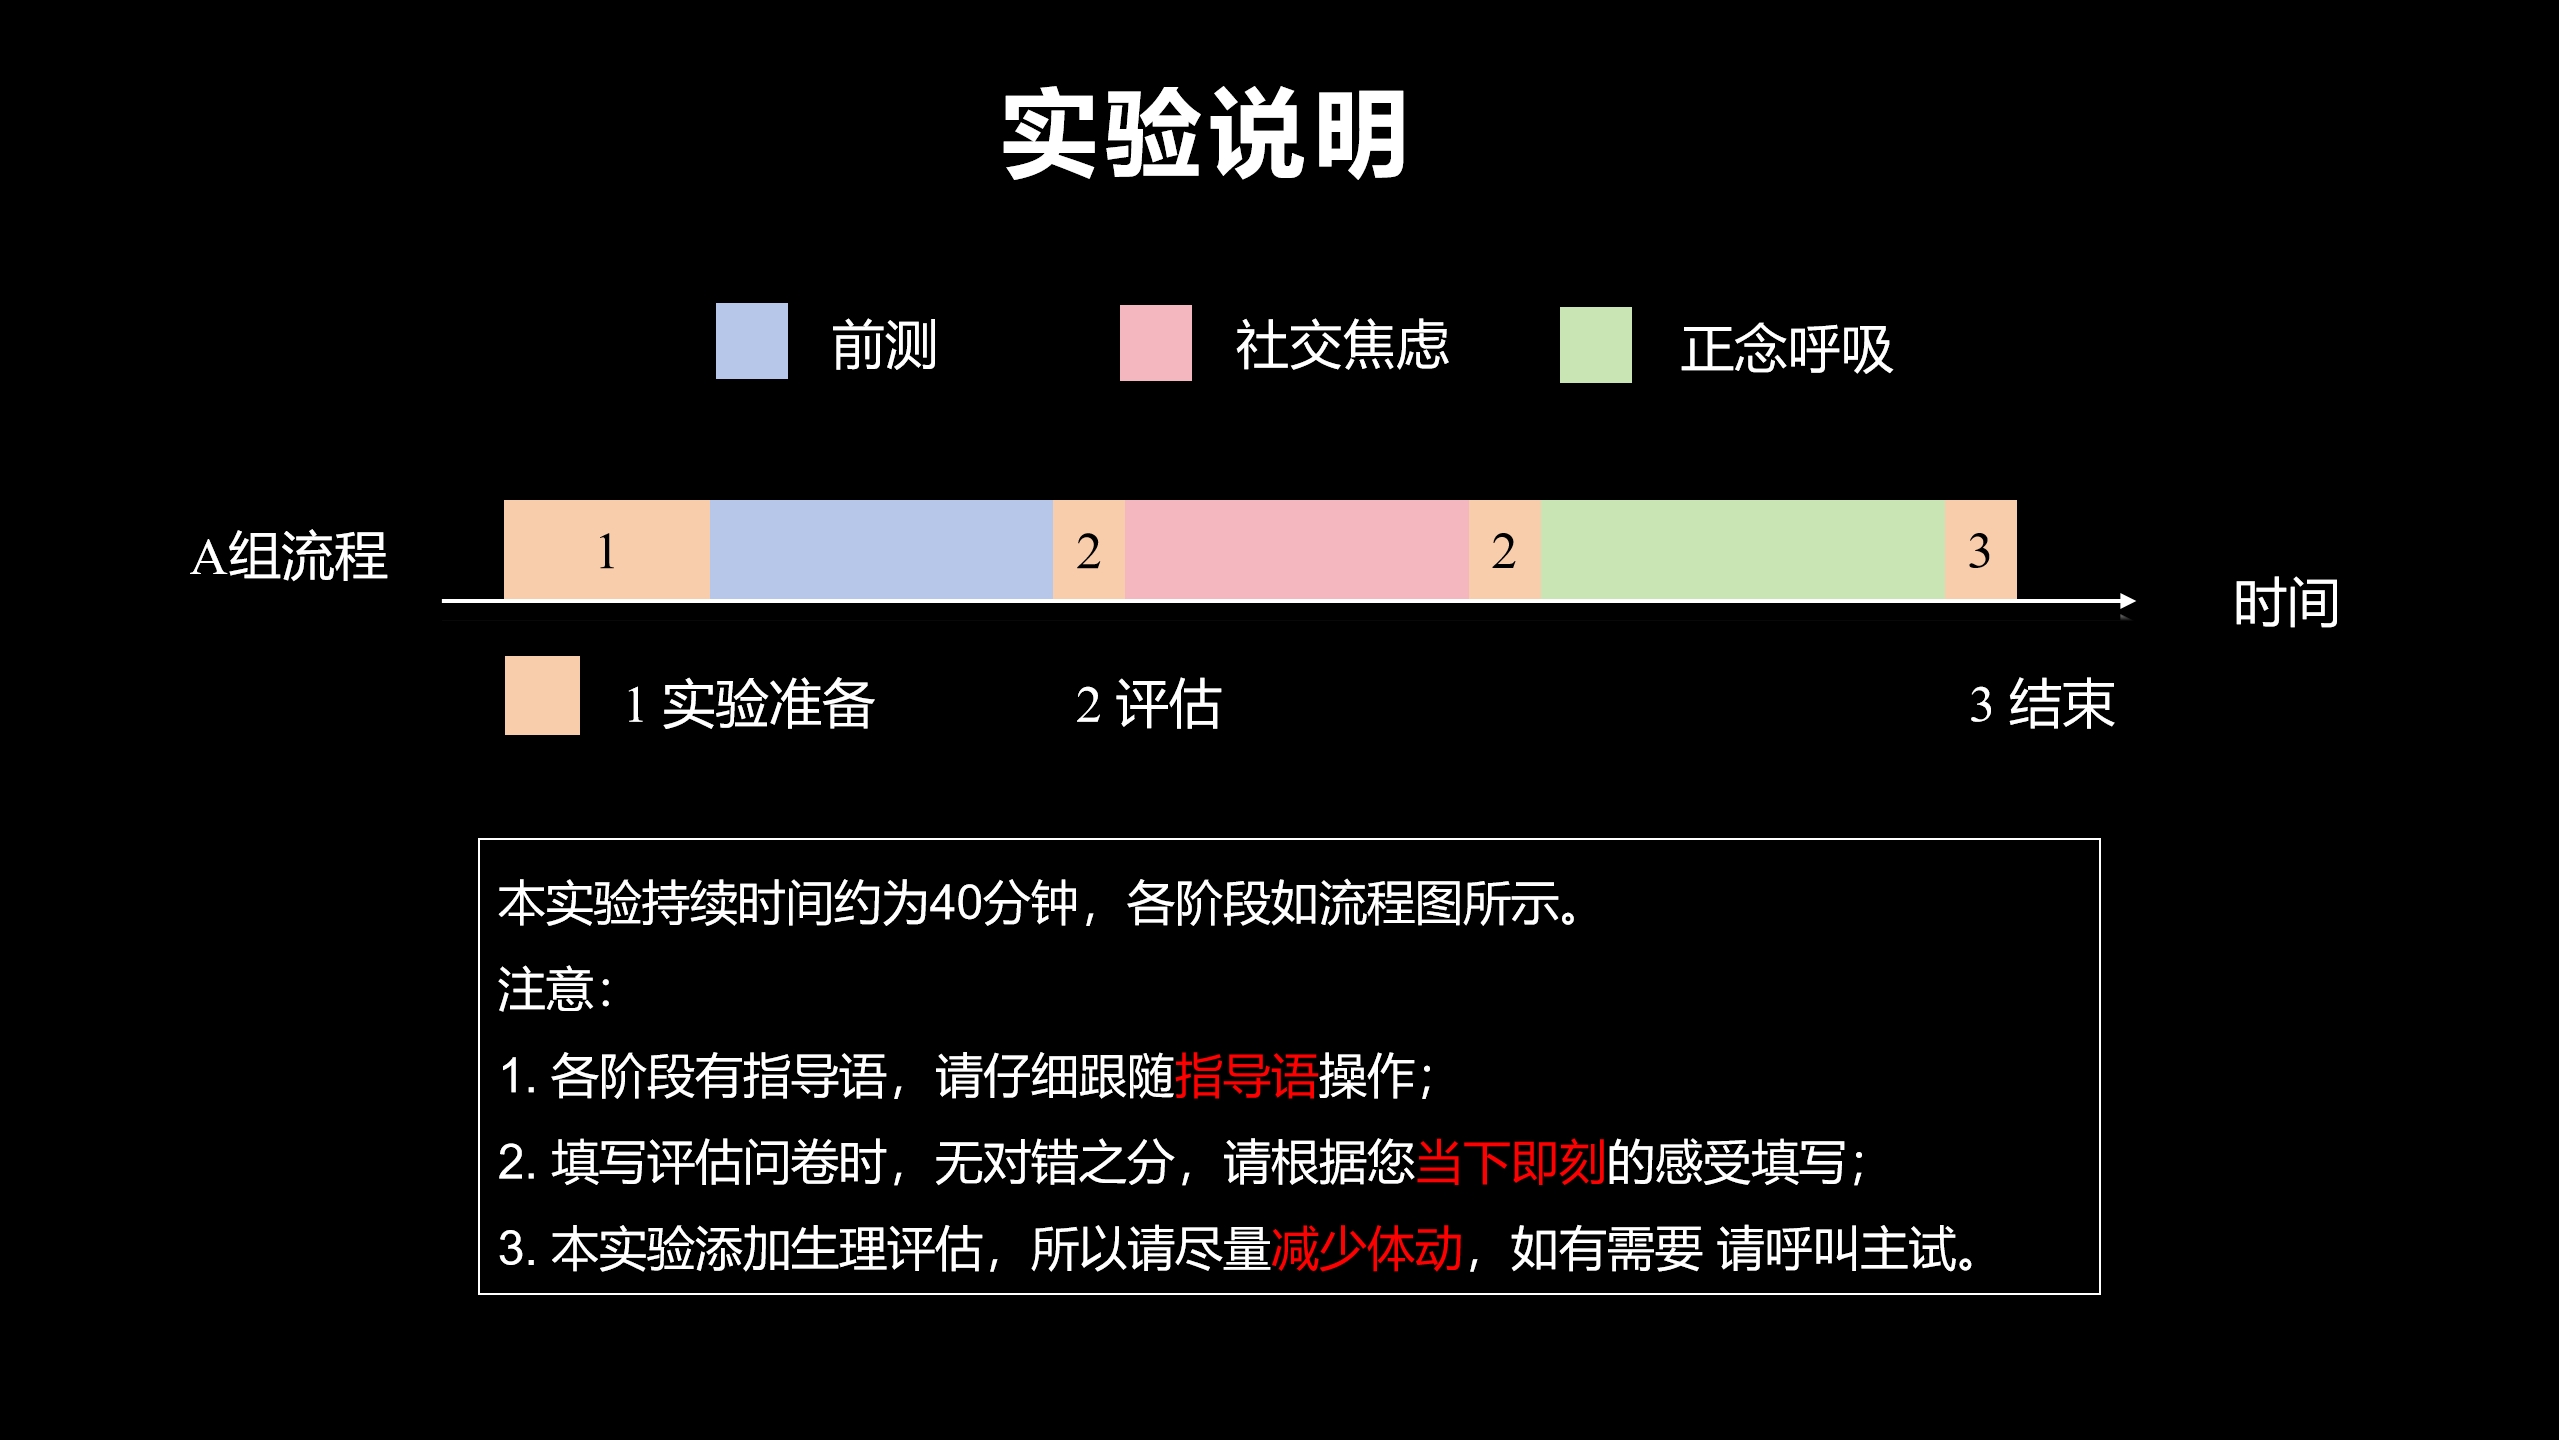 实验说明
前测
社交焦虑
正念呼吸
A组流程
1
2
2
3
时间
1 实验准备
2 评估
3 结束
本实验持续时间约为40分钟，各阶段如流程图所示。
注意：
1. 各阶段有指导语，请仔细跟随指导语操作；
2. 填写评估问卷时，无对错之分，请根据您当下即刻的感受填写；
3. 本实验添加生理评估，所以请尽量减少体动，如有需要 请呼叫主试。